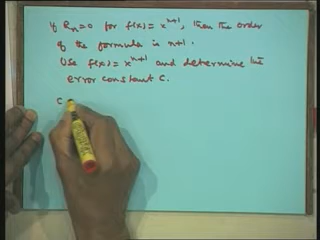 If Rn = 0 for f(x) = x^{n+1}, then the order
of the formula is n+1.
Use f(x) = x^{n+1} and determine the
error constant C.
C